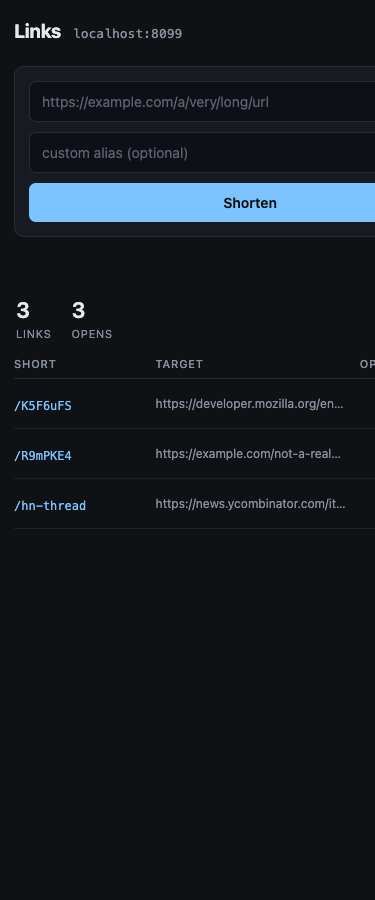 Links localhost:8099
https://example.com/a/very/long/url
custom alias (optional)
Shorten
3 3
LINKS OPENS
SHORT TARGET OP
/K5F6uFS https://developer.mozilla.org/en…
/R9mPKE4 https://example.com/not-a-real…
/hn-thread https://news.ycombinator.com/it…